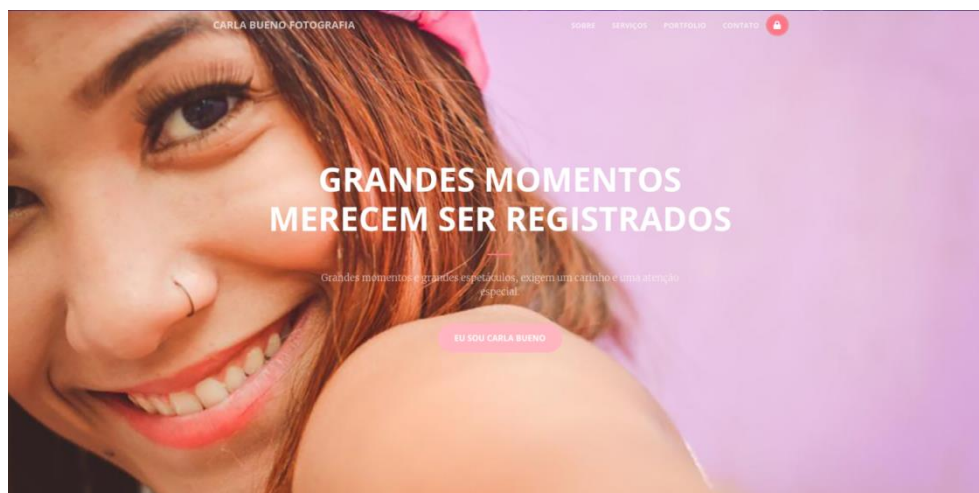 CARLA BUENO FOTOGRAFIA
SOBRE SERVIÇOS PORTFOLIO CONTATO
GRANDES MOMENTOS
MERECEM SER REGISTRADOS
Grandes momentos e grandes espetáculos, exigem um carinho e uma atenção
especial
EU SOU CARLA BUENO